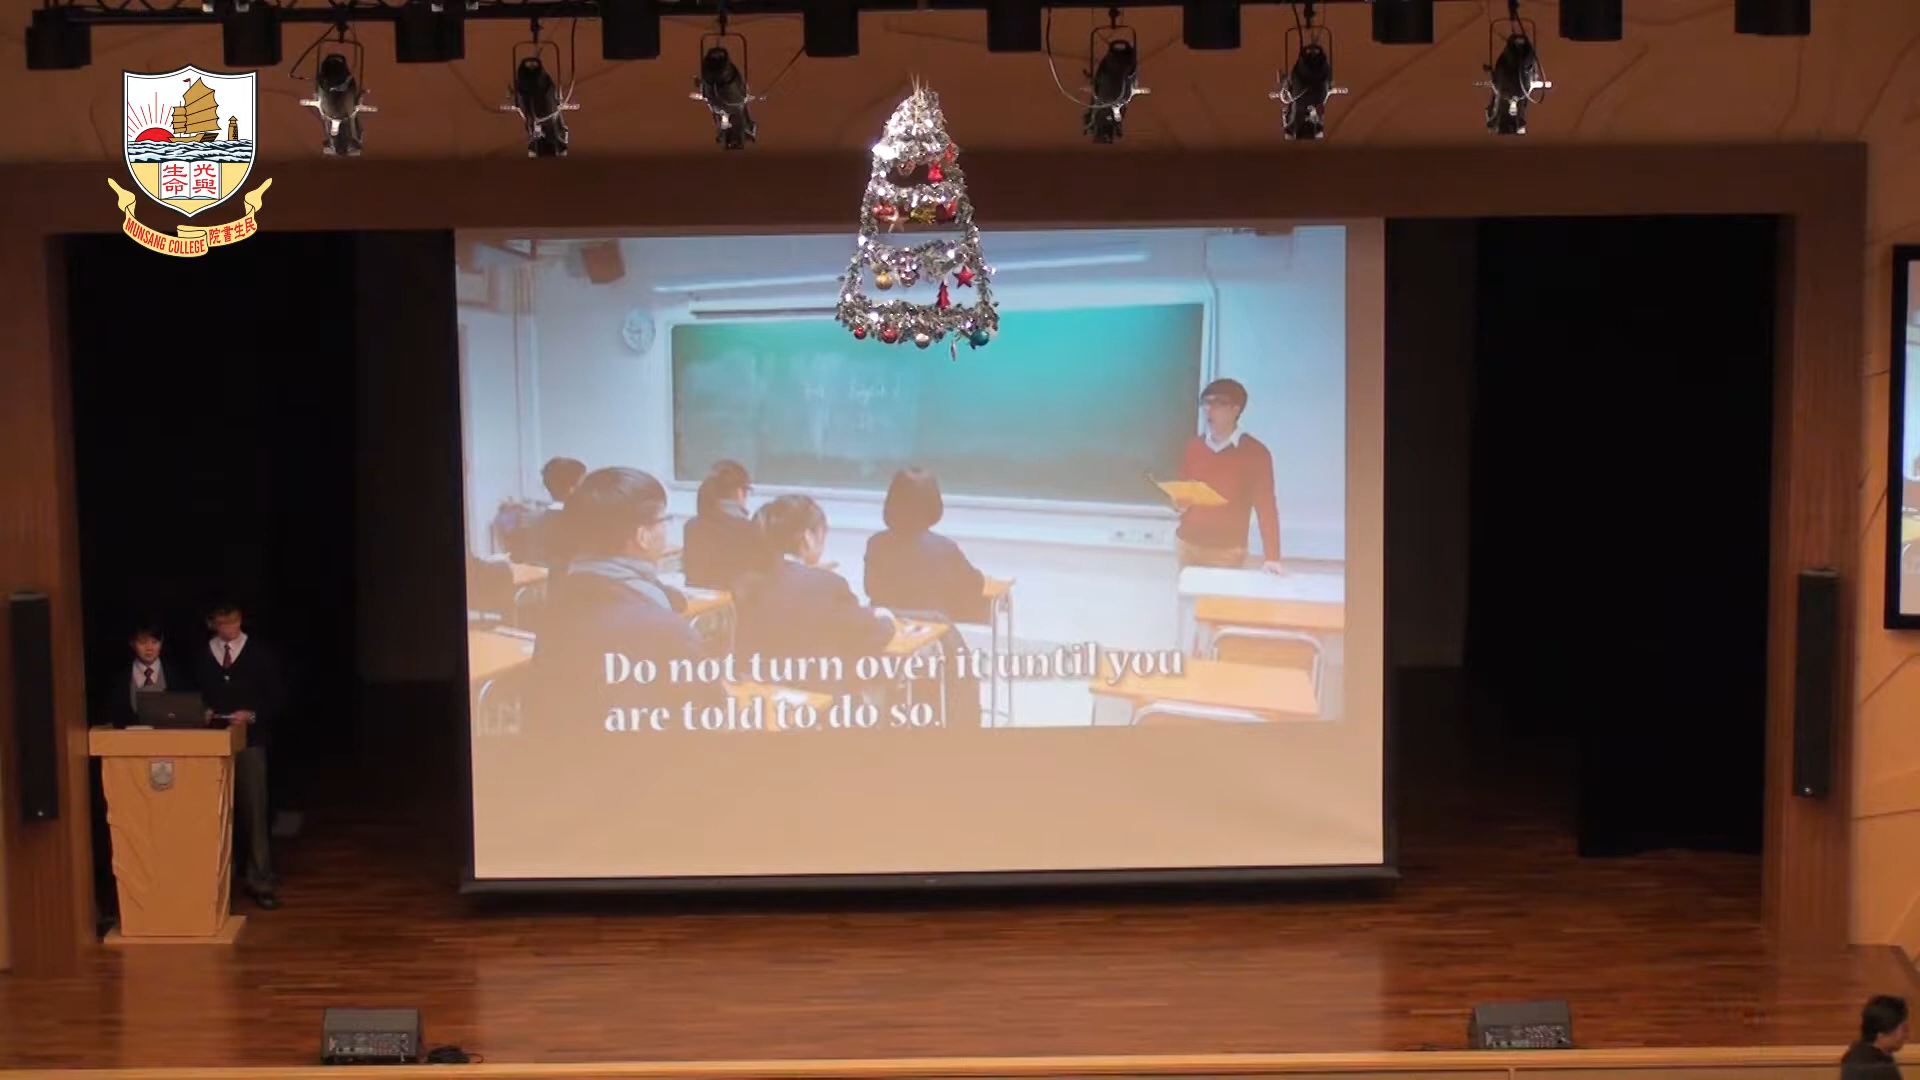 生 光
命 與
MUNSANG COLLEGE 院書生民
Do not turn over it until you
are told to do so.